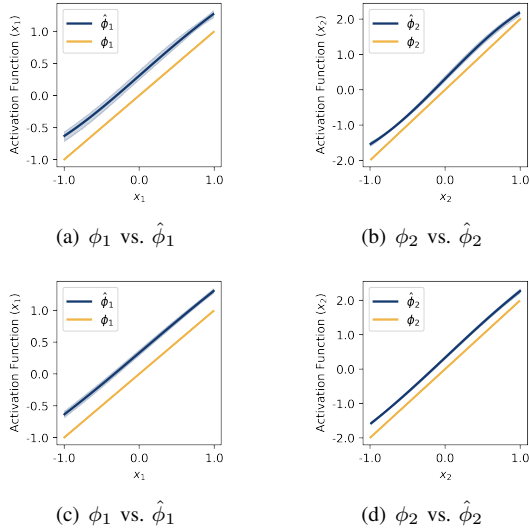 Activation Function (x₁)
1.0
0.5
0.0
-0.5
-1.0
ϕ̂₁
ϕ₁
-1.0 0.0 1.0
x₁
(a) ϕ₁ vs. ϕ̂₁
Activation Function (x₂)
2.0
1.0
0.0
-1.0
-2.0
ϕ̂₂
ϕ₂
-1.0 0.0 1.0
x₂
(b) ϕ₂ vs. ϕ̂₂
Activation Function (x₁)
1.0
0.5
0.0
-0.5
-1.0
ϕ̂₁
ϕ₁
-1.0 0.0 1.0
x₁
(c) ϕ₁ vs. ϕ̂₁
Activation Function (x₂)
2.0
1.0
0.0
-1.0
-2.0
ϕ̂₂
ϕ₂
-1.0 0.0 1.0
x₂
(d) ϕ₂ vs. ϕ̂₂